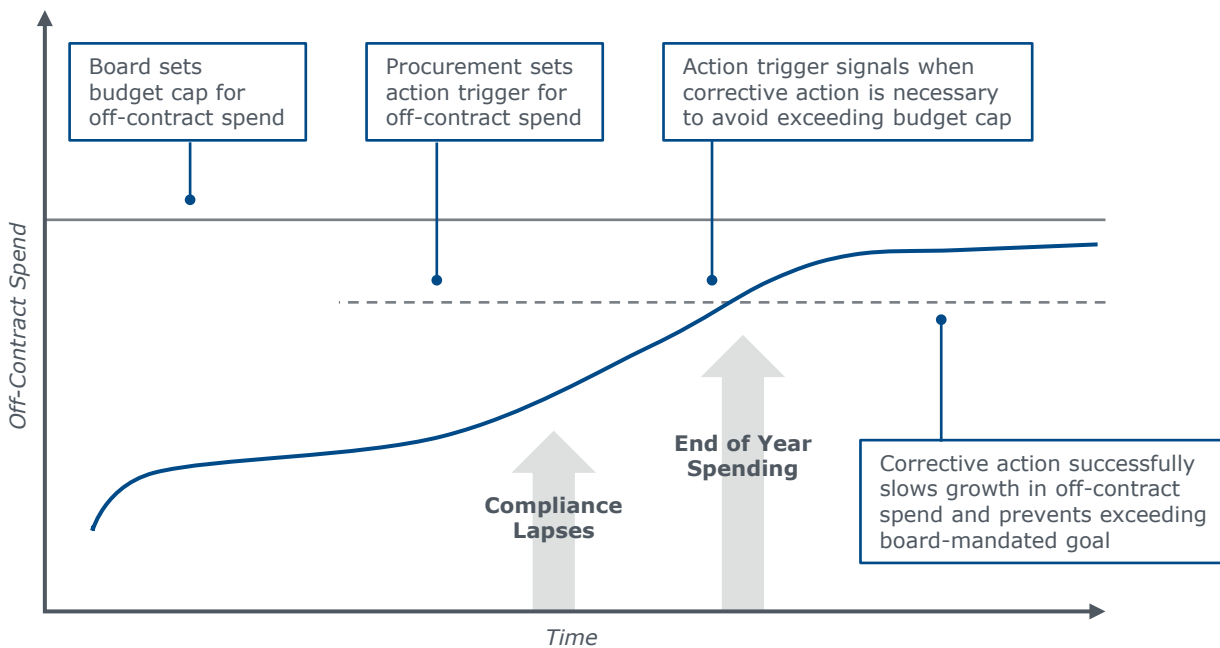 Board sets
budget cap for
off-contract spend
Procurement sets
action trigger for
off-contract spend
Action trigger signals when
corrective action is necessary
to avoid exceeding budget cap
Off-Contract Spend
End of Year
Spending
Compliance
Lapses
Corrective action successfully
slows growth in off-contract
spend and prevents exceeding
board-mandated goal
Time